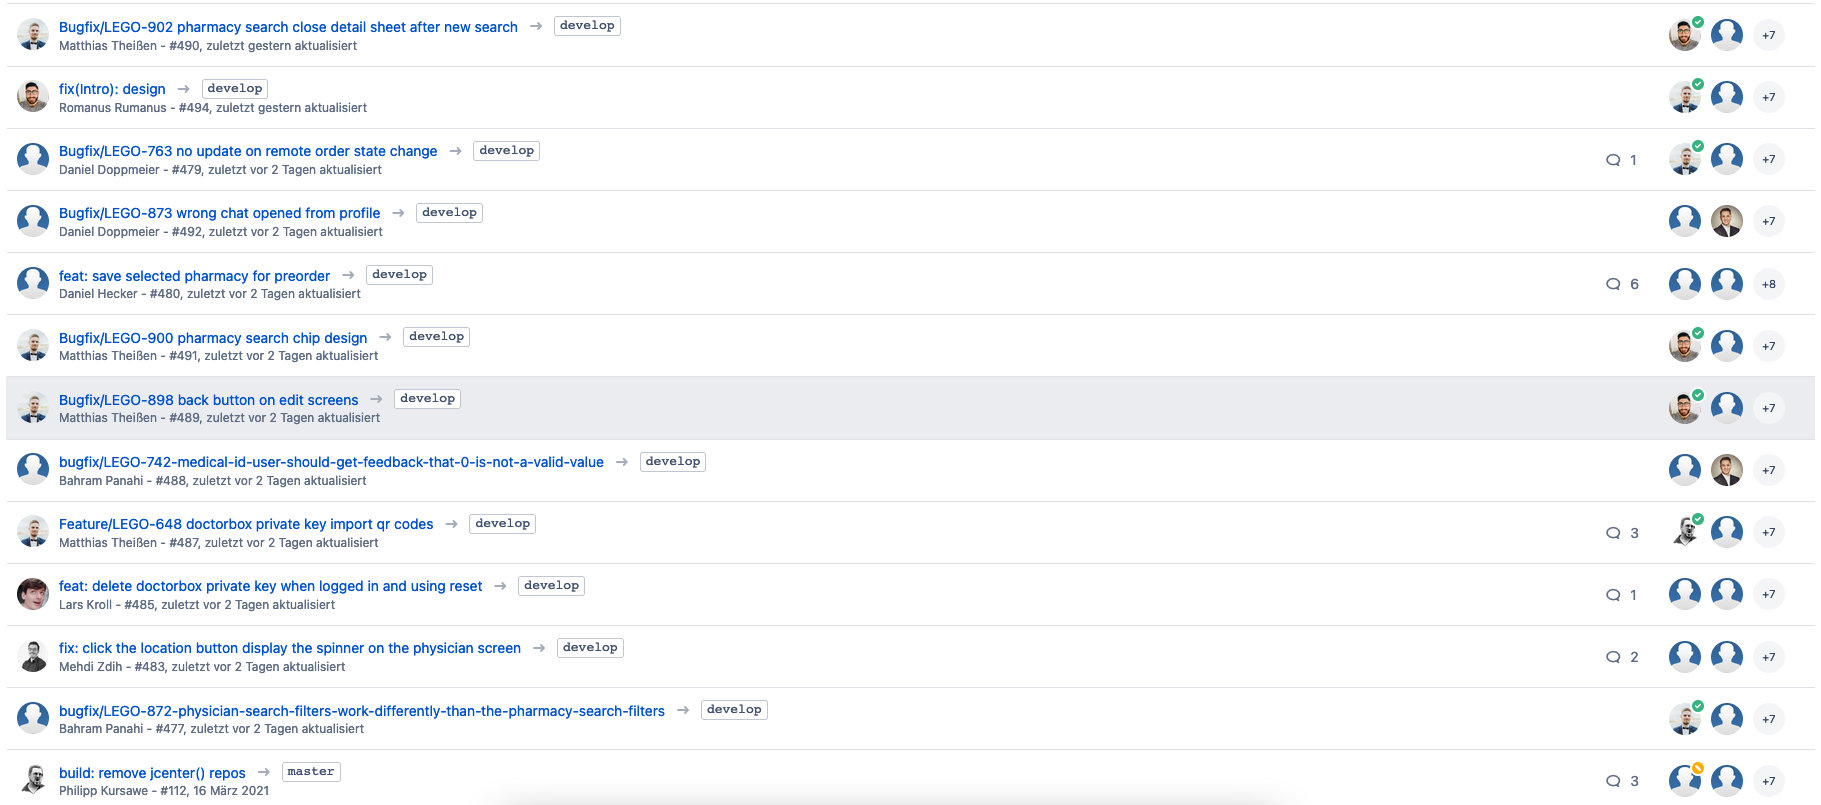 Bugfix/LEGO-902 pharmacy search close detail sheet after new search → develop
Matthias Theißen - #490, zuletzt gestern aktualisiert
+7
fix(Intro): design → develop
Romanus Rumanus - #494, zuletzt gestern aktualisiert
+7
Bugfix/LEGO-763 no update on remote order state change → develop
Daniel Doppmeier - #479, zuletzt vor 2 Tagen aktualisiert
1 +7
Bugfix/LEGO-873 wrong chat opened from profile → develop
Daniel Doppmeier - #492, zuletzt vor 2 Tagen aktualisiert
+7
feat: save selected pharmacy for preorder → develop
Daniel Hecker - #480, zuletzt vor 2 Tagen aktualisiert
6 +8
Bugfix/LEGO-900 pharmacy search chip design → develop
Matthias Theißen - #491, zuletzt vor 2 Tagen aktualisiert
+7
Bugfix/LEGO-898 back button on edit screens → develop
Matthias Theißen - #489, zuletzt vor 2 Tagen aktualisiert
+7
bugfix/LEGO-742-medical-id-user-should-get-feedback-that-0-is-not-a-valid-value → develop
Bahram Panahi - #488, zuletzt vor 2 Tagen aktualisiert
+7
Feature/LEGO-648 doctorbox private key import qr codes → develop
Matthias Theißen - #487, zuletzt vor 2 Tagen aktualisiert
3 +7
feat: delete doctorbox private key when logged in and using reset → develop
Lars Kroll - #485, zuletzt vor 2 Tagen aktualisiert
1 +7
fix: click the location button display the spinner on the physician screen → develop
Mehdi Zdih - #483, zuletzt vor 2 Tagen aktualisiert
2 +7
bugfix/LEGO-872-physician-search-filters-work-differently-than-the-pharmacy-search-filters → develop
Bahram Panahi - #477, zuletzt vor 2 Tagen aktualisiert
+7
build: remove jcenter() repos → master
Philipp Kursawe - #112, 16 März 2021
3 +7